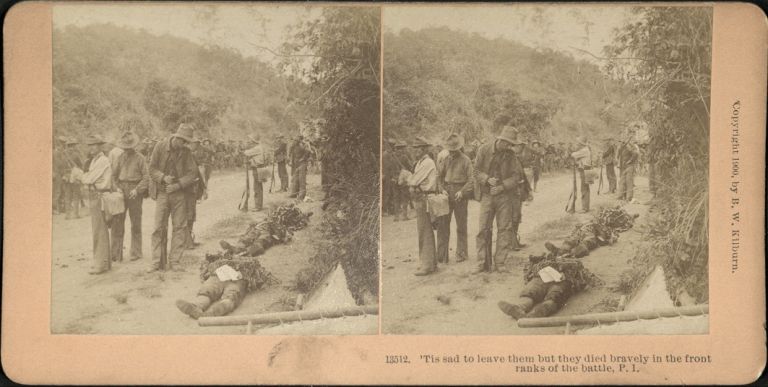 Copyright 1900, by B. W. Kilburn.
13512. 'Tis sad to leave them but they died bravely in the front
ranks of the battle, P. I.